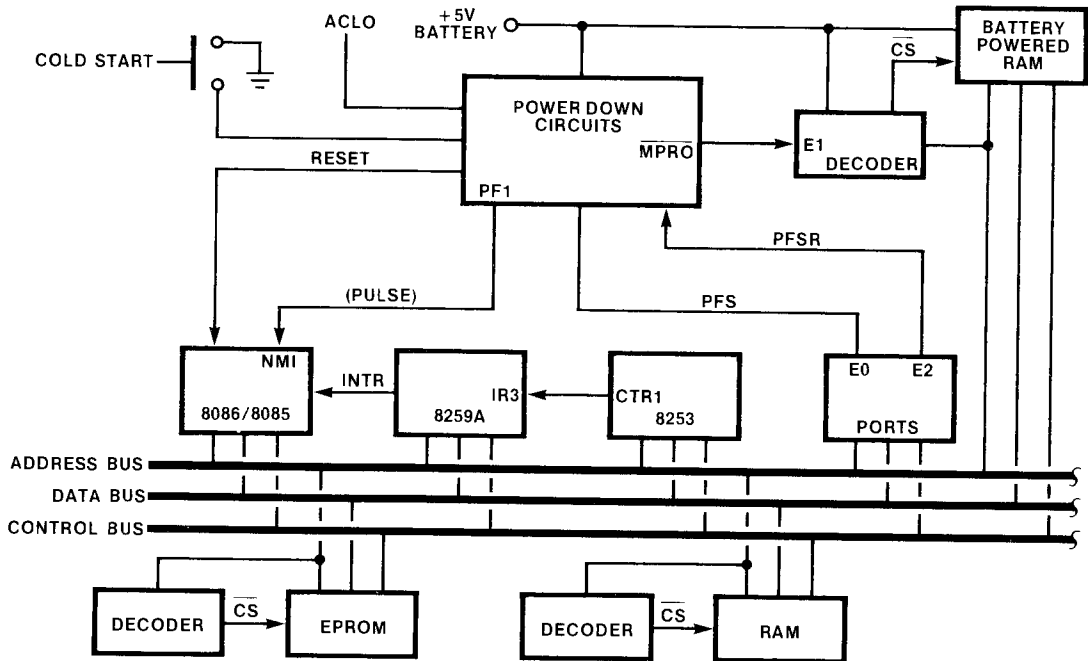 ACLO
+5V
BATTERY
BATTERY
POWERED
RAM
COLD START
CS
POWER DOWN
CIRCUITS
MPRO
E1
DECODER
RESET
PF1
PFSR
(PULSE)
PFS
NMI
8086/8085
INTR
IR3
8259A
CTR1
8253
E0
E2
PORTS
ADDRESS BUS
DATA BUS
CONTROL BUS
DECODER
CS
EPROM
DECODER
CS
RAM